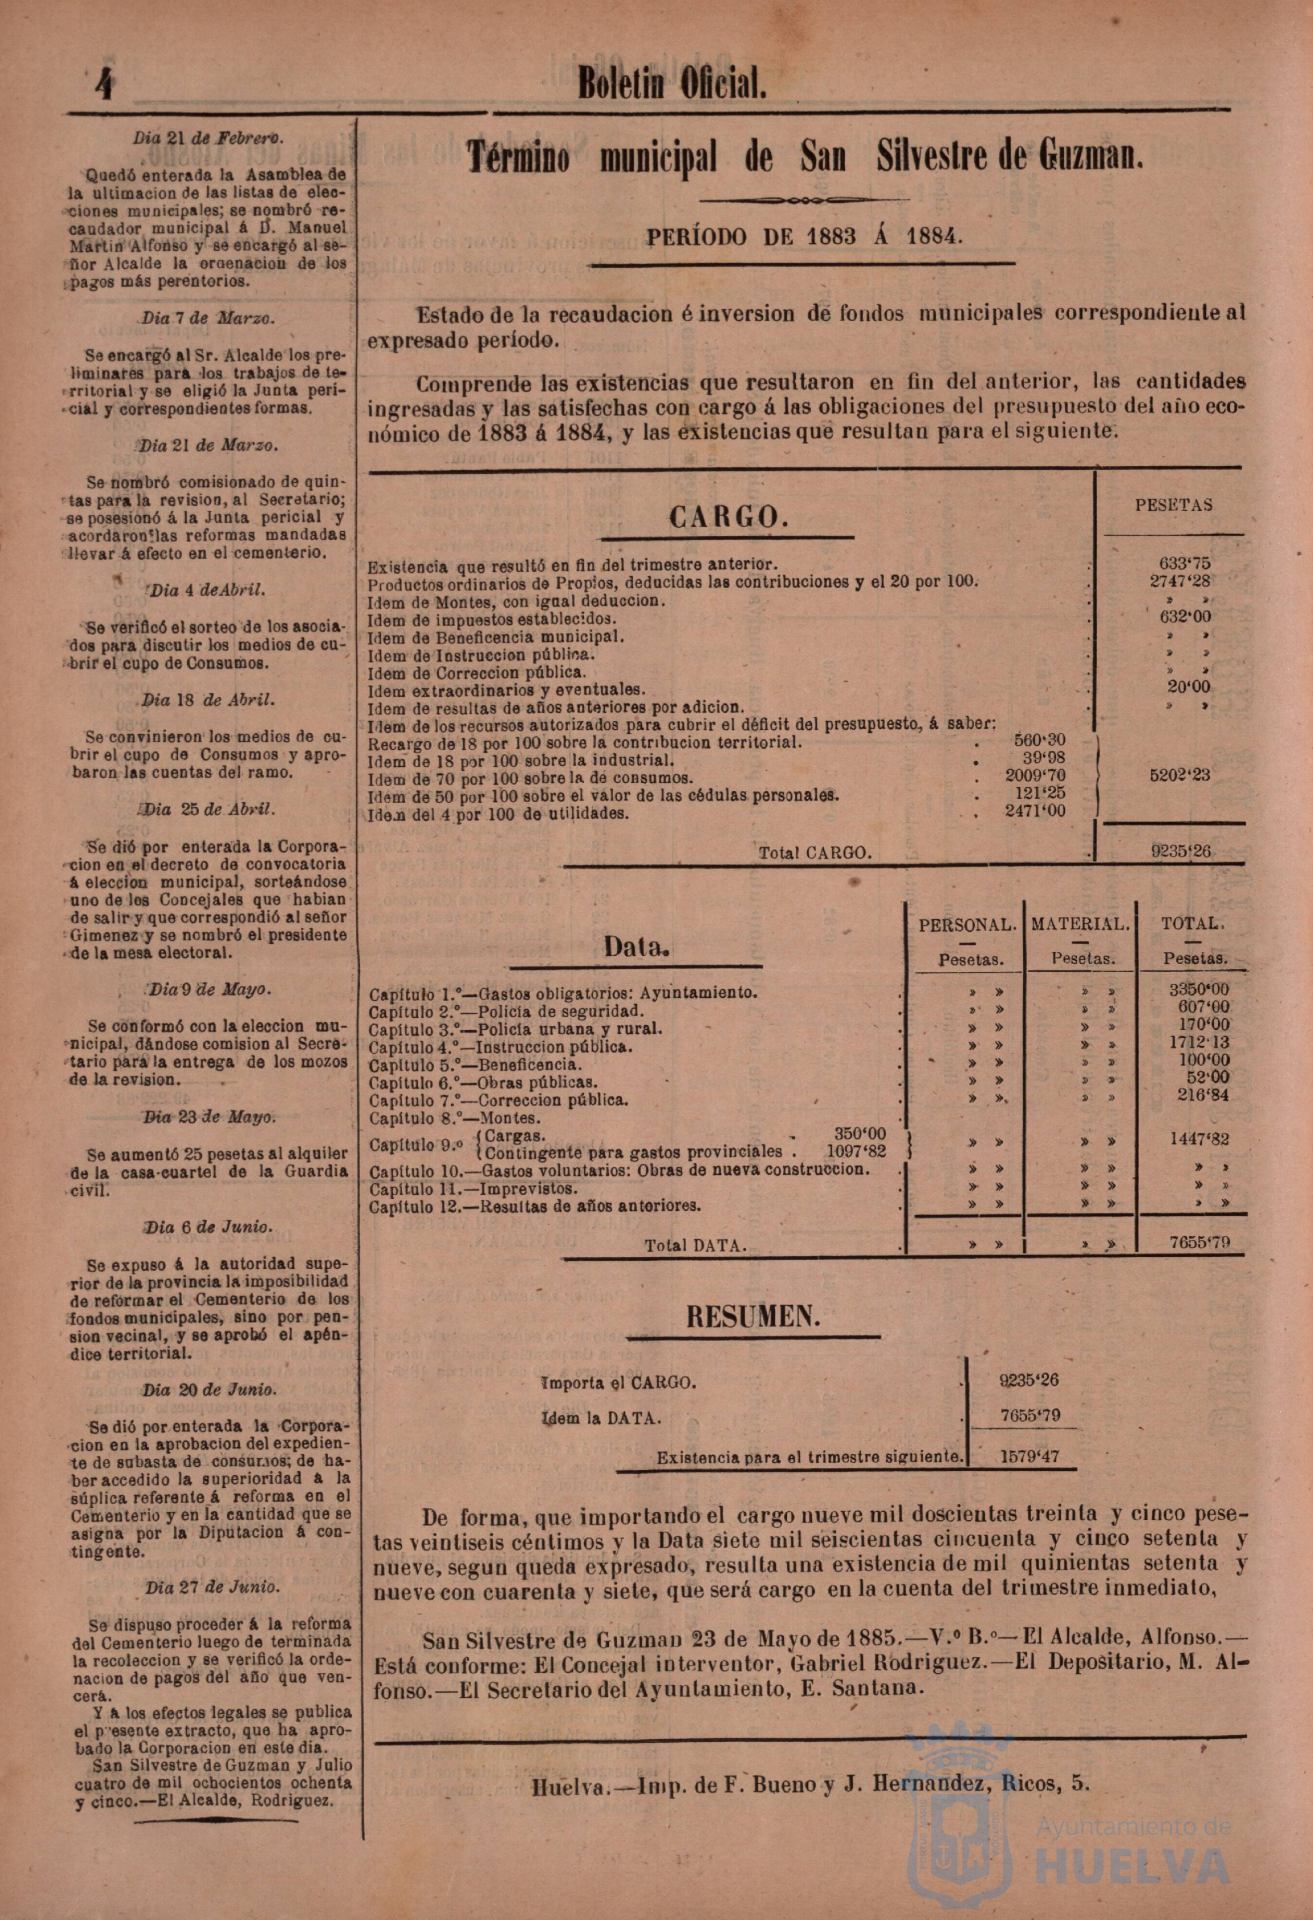 4
Boletin Oficial.
Dia 21 de Febrero.
Quedó enterada la Asamblea de
la ultimacion de las listas de elec-
ciones municipales; se nombró re-
caudador municipal á D. Manuel
Martin Alfonso y se encargó al se-
ñor Alcalde la ordenacion de los
pagos más perentorios.
Dia 7 de Marzo.
Se encargó al Sr. Alcalde los pre-
liminares para los trabajos de te-
rritorial y se eligió la Junta peri-
cial y correspondientes formas.
Dia 21 de Marzo.
Se nombró comisionado de quin-
tas para la revision, al Secretario;
se posesionó á la Junta pericial y
acordaron las reformas mandadas
llevar á efecto en el cementerio.
Dia 4 de Abril.
Se verificó el sorteo de los asocia-
dos para discutir los medios de cu-
brir el cupo de Consumos.
Dia 18 de Abril.
Se convinieron los medios de cu-
brir el cupo de Consumos y apro-
baron las cuentas del ramo.
Dia 25 de Abril.
Se dió por enterada la Corpora-
cion en el decreto de convocatoria
á eleccion municipal, sorteándose
uno de los Concejales que habian
de salir y que correspondió al señor
Gimenez y se nombró el presidente
de la mesa electoral.
Dia 9 de Mayo.
Se conformó con la eleccion mu-
nicipal, dándose comision al Secre-
tario para la entrega de los mozos
de la revision.
Dia 23 de Mayo.
Se aumentó 25 pesetas al alquiler
de la casa-cuartel de la Guardia
civil.
Dia 6 de Junio.
Se expuso á la autoridad supe-
rior de la provincia la imposibilidad
de reformar el Cementerio de los
fondos municipales, sino por pen-
sion vecinal, y se aprobó el apén-
dice territorial.
Dia 20 de Junio.
Se dió por enterada la Corpora-
cion en la aprobacion del expedien-
te de subasta de consumos; de ha-
ber accedido la superioridad á la
súplica referente á reforma en el
Cementerio y en la cantidad que se
asigna por la Diputacion á con-
tingente.
Dia 27 de Junio.
Se dispuso proceder á la reforma
del Cementerio luego de terminada
la recoleccion y se verificó la orde-
nacion de pagos del año que ven-
cerá.
Y á los efectos legales se publica
el presente extracto, que ha apro-
bado la Corporacion en este dia.
San Silvestre de Guzman y Julio
cuatro de mil ochocientos ochenta
y cinco.—El Alcalde, Rodriguez.
Término municipal de San Silvestre de Guzman.
PERÍODO DE 1883 Á 1884.
Estado de la recaudacion é inversion de fondos municipales correspondiente al
expresado período.
Comprende las existencias que resultaron en fin del anterior, las cantidades
ingresadas y las satisfechas con cargo á las obligaciones del presupuesto del año eco-
nómico de 1883 á 1884, y las existencias que resultan para el siguiente.
CARGO. PESETAS
Existencia que resultó en fin del trimestre anterior. 633‘75
Productos ordinarios de Propios, deducidas las contribuciones y el 20 por 100. 2747‘28
Idem de Montes, con igual deduccion. » »
Idem de impuestos establecidos. 632‘00
Idem de Beneficencia municipal. » »
Idem de Instruccion pública. » »
Idem de Correccion pública. » »
Idem extraordinarios y eventuales. 20‘00
Idem de resultas de años anteriores por adicion. » »
Idem de los recursos autorizados para cubrir el déficit del presupuesto, á saber:
Recargo de 18 por 100 sobre la contribucion territorial. . 560‘30
Idem de 18 por 100 sobre la industrial. . 39‘98
Idem de 70 por 100 sobre la de consumos. . 2009‘70 5202‘23
Idem de 50 por 100 sobre el valor de las cédulas personales. . 121‘25
Idem del 4 por 100 de utilidades. . 2471‘00
Total CARGO. 9235‘26
Data. PERSONAL. MATERIAL. TOTAL.
Pesetas. Pesetas. Pesetas.
Capítulo 1.º—Gastos obligatorios: Ayuntamiento. » » » » 3350‘00
Capítulo 2.º—Policía de seguridad. » » » » 607‘00
Capítulo 3.º—Policía urbana y rural. » » » » 170‘00
Capítulo 4.º—Instruccion pública. » » » » 1712‘13
Capítulo 5.º—Beneficencia. » » » » 100‘00
Capítulo 6.º—Obras públicas. » » » » 52‘00
Capítulo 7.º—Correccion pública. » » » » 216‘84
Capítulo 8.º—Montes.
Capítulo 9.º { Cargas. . 350‘00
Contingente para gastos provinciales . 1097‘82 } » » » » 1447‘82
Capítulo 10.—Gastos voluntarios: Obras de nueva construccion. » » » » » »
Capítulo 11.—Imprevistos. » » » » » »
Capítulo 12.—Resultas de años anteriores. » » » » » »
Total DATA. » » » » 7655‘79
RESUMEN.
Importa el CARGO. 9235‘26
Idem la DATA. 7655‘79
Existencia para el trimestre siguiente. 1579‘47
De forma, que importando el cargo nueve mil doscientas treinta y cinco pese-
tas veintiseis céntimos y la Data siete mil seiscientas cincuenta y cinco setenta y
nueve, segun queda expresado, resulta una existencia de mil quinientas setenta y
nueve con cuarenta y siete, que será cargo en la cuenta del trimestre inmediato,
San Silvestre de Guzman 23 de Mayo de 1885.—V.º B.º—El Alcalde, Alfonso.—
Está conforme: El Concejal interventor, Gabriel Rodriguez.—El Depositario, M. Al-
fonso.—El Secretario del Ayuntamiento, E. Santana.
Huelva.—Imp. de F. Bueno y J. Hernandez, Ricos, 5.
Ayuntamiento de
HUELVA